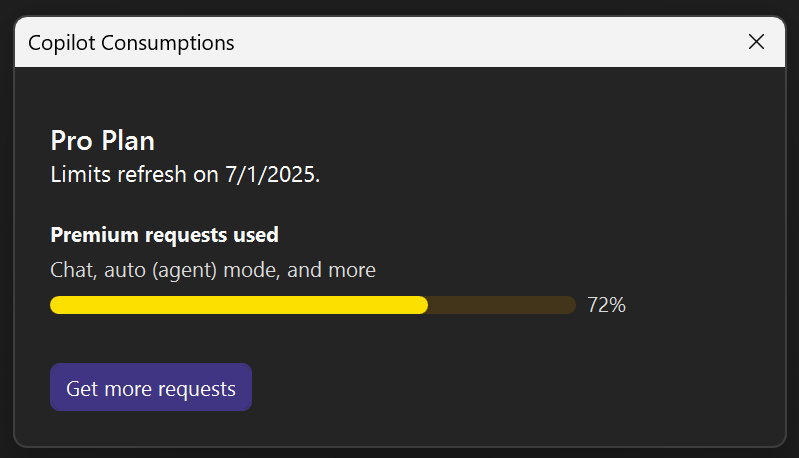 Copilot Consumptions
Pro Plan
Limits refresh on 7/1/2025.
Premium requests used
Chat, auto (agent) mode, and more
72%
Get more requests